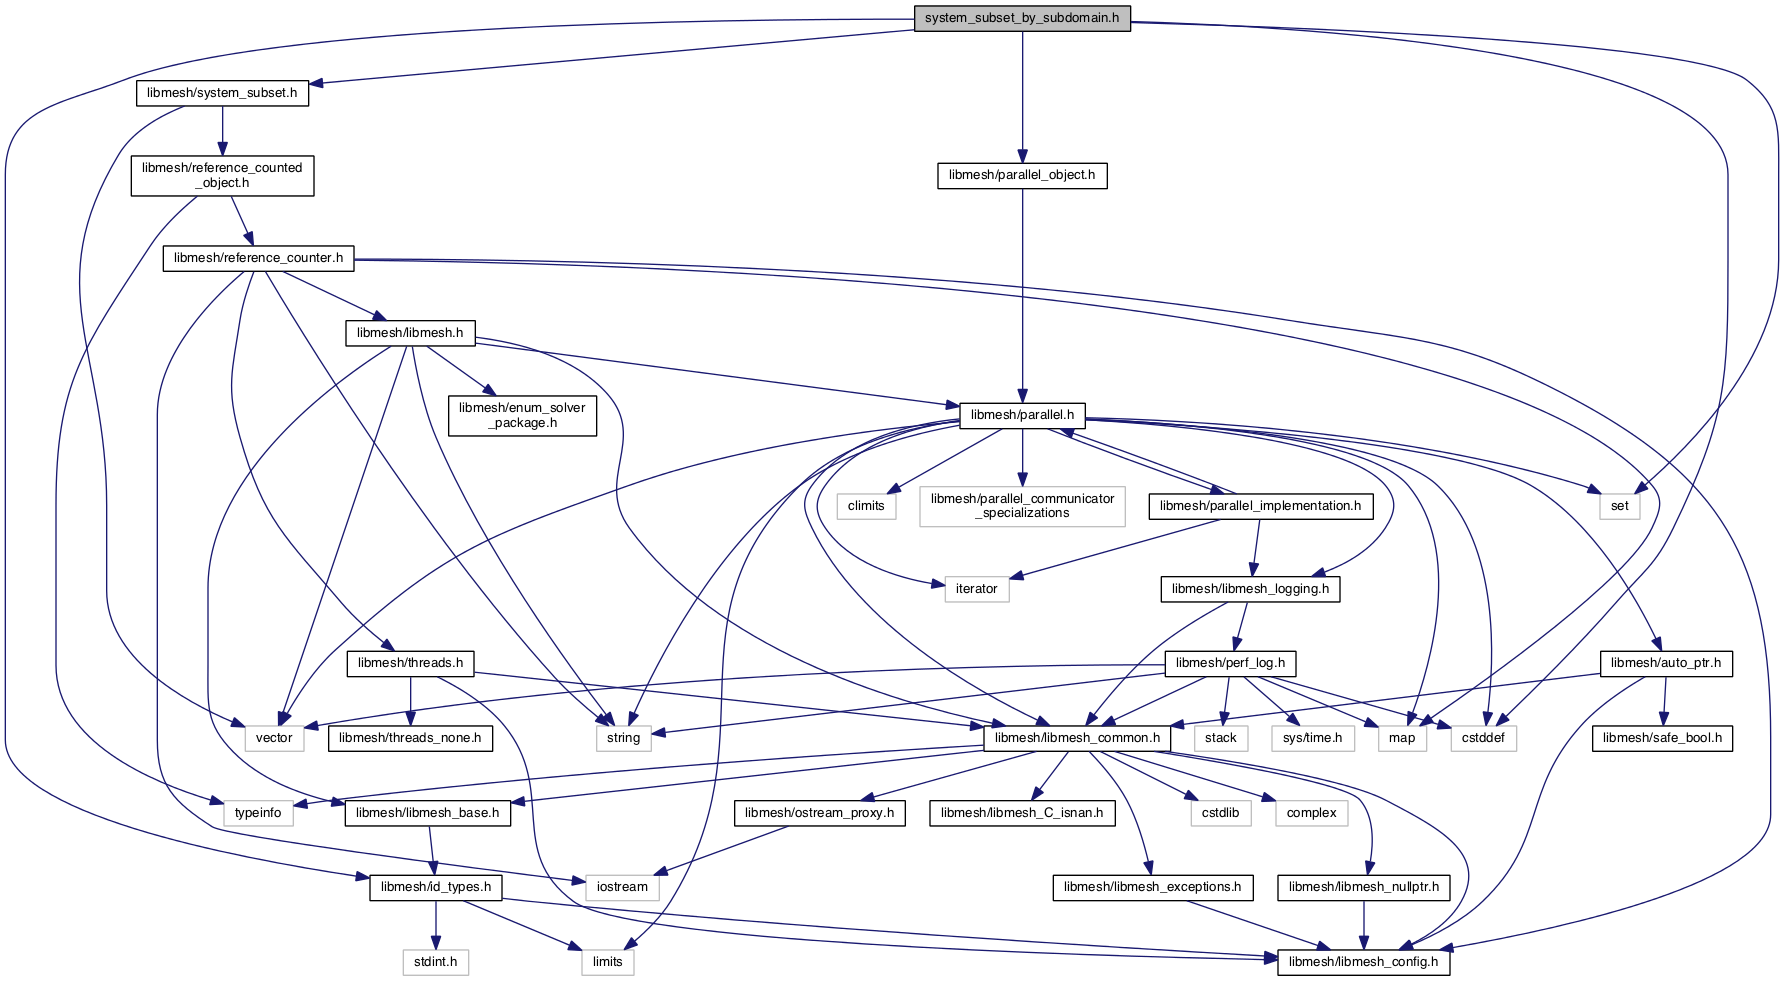 system_subset_by_subdomain.h
libmesh/system_subset.h
libmesh/reference_counted
_object.h
libmesh/parallel_object.h
libmesh/reference_counter.h
libmesh/libmesh.h
libmesh/enum_solver
_package.h
libmesh/parallel.h
climits
libmesh/parallel_communicator
_specializations
libmesh/parallel_implementation.h
set
iterator
libmesh/libmesh_logging.h
libmesh/threads.h
libmesh/perf_log.h
libmesh/auto_ptr.h
vector
libmesh/threads_none.h
string
libmesh/libmesh_common.h
stack
sys/time.h
map
cstddef
libmesh/safe_bool.h
typeinfo
libmesh/libmesh_base.h
libmesh/ostream_proxy.h
libmesh/libmesh_C_isnan.h
cstdlib
complex
libmesh/id_types.h
iostream
libmesh/libmesh_exceptions.h
libmesh/libmesh_nullptr.h
stdint.h
limits
libmesh/libmesh_config.h